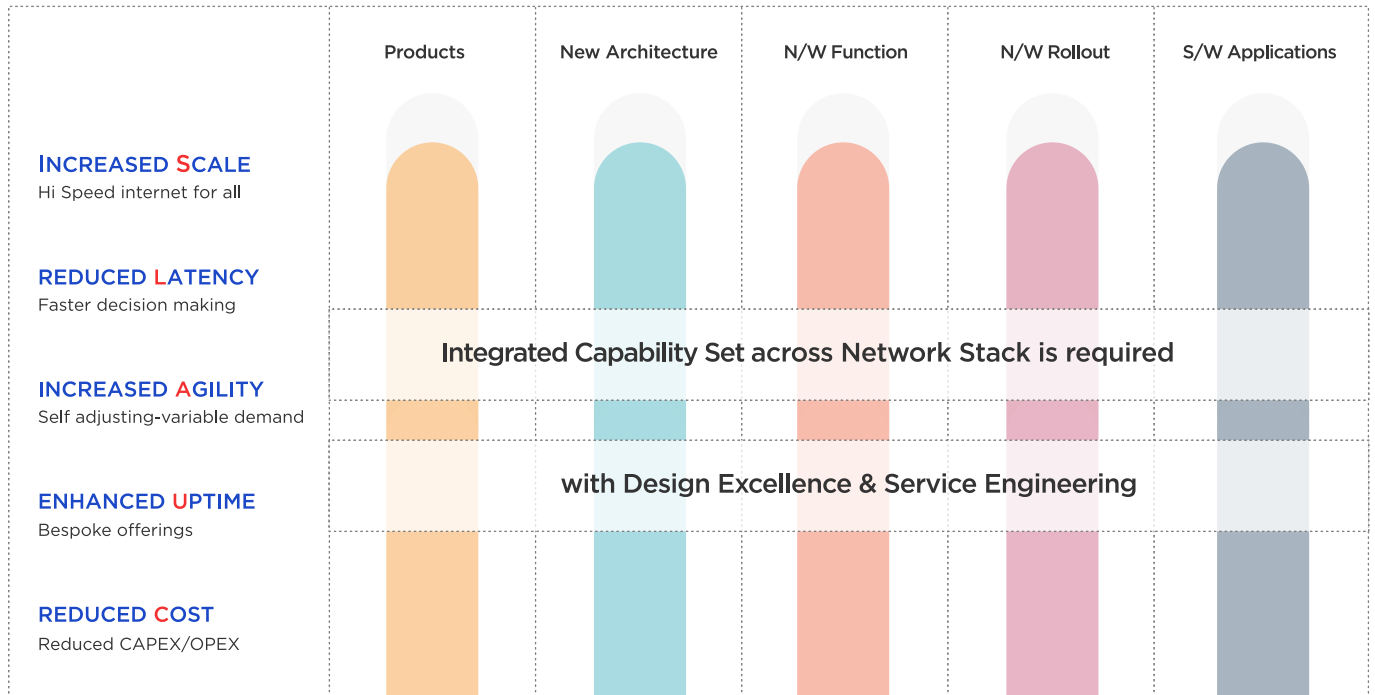 Products New Architecture N/W Function N/W Rollout S/W Applications
INCREASED SCALE
Hi Speed internet for all
REDUCED LATENCY
Faster decision making
Integrated Capability Set across Network Stack is required
INCREASED AGILITY
Self adjusting-variable demand
with Design Excellence & Service Engineering
ENHANCED UPTIME
Bespoke offerings
REDUCED COST
Reduced CAPEX/OPEX